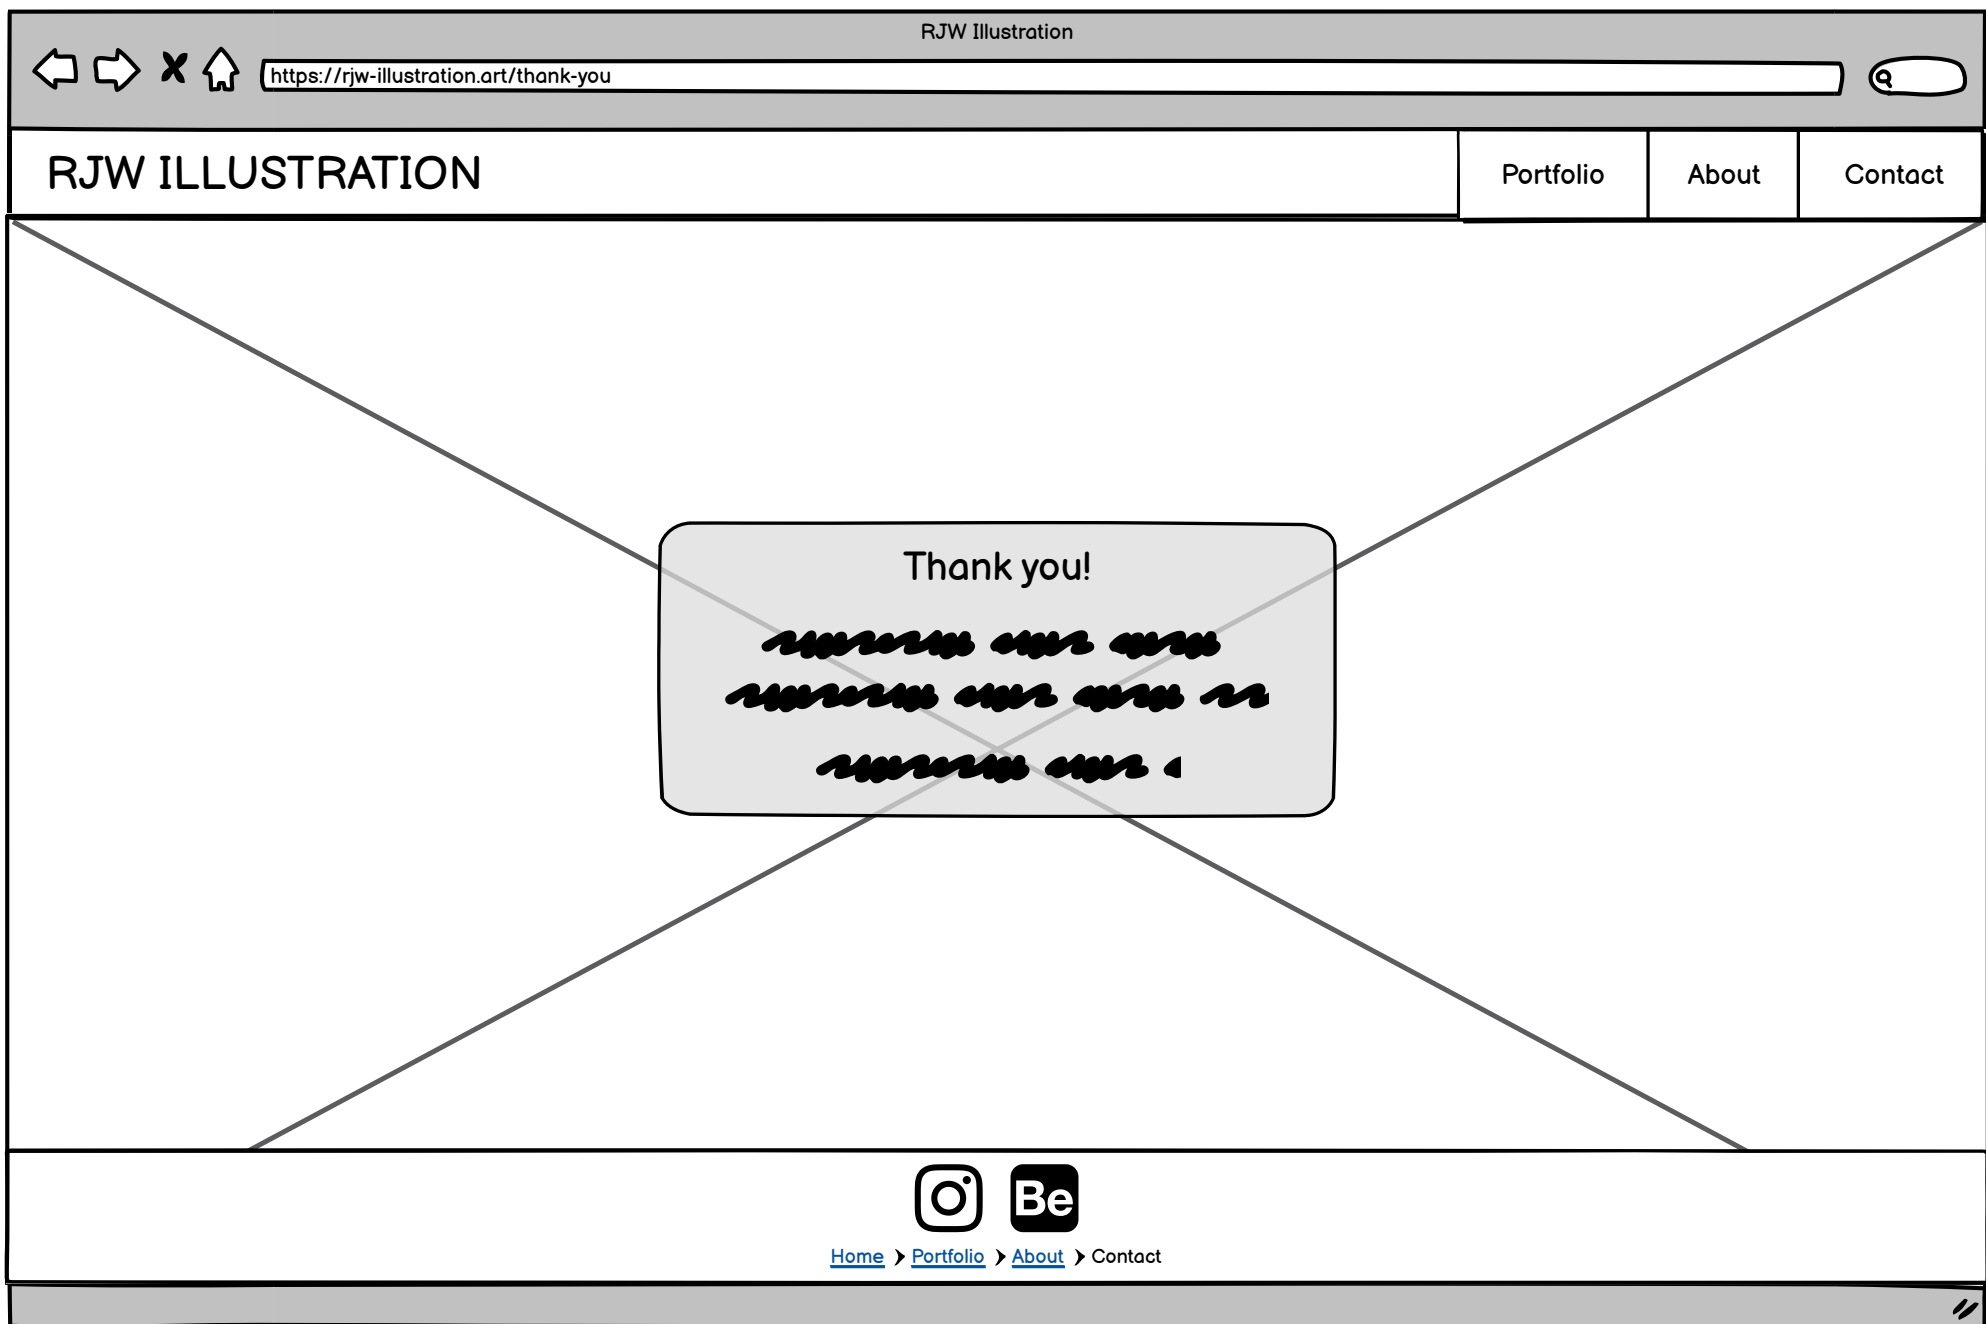 RJW Illustration
https://rjw-illustration.art/thank-you
RJW ILLUSTRATION
Portfolio
About
Contact
Thank you!
Be
Home
Portfolio
About
Contact